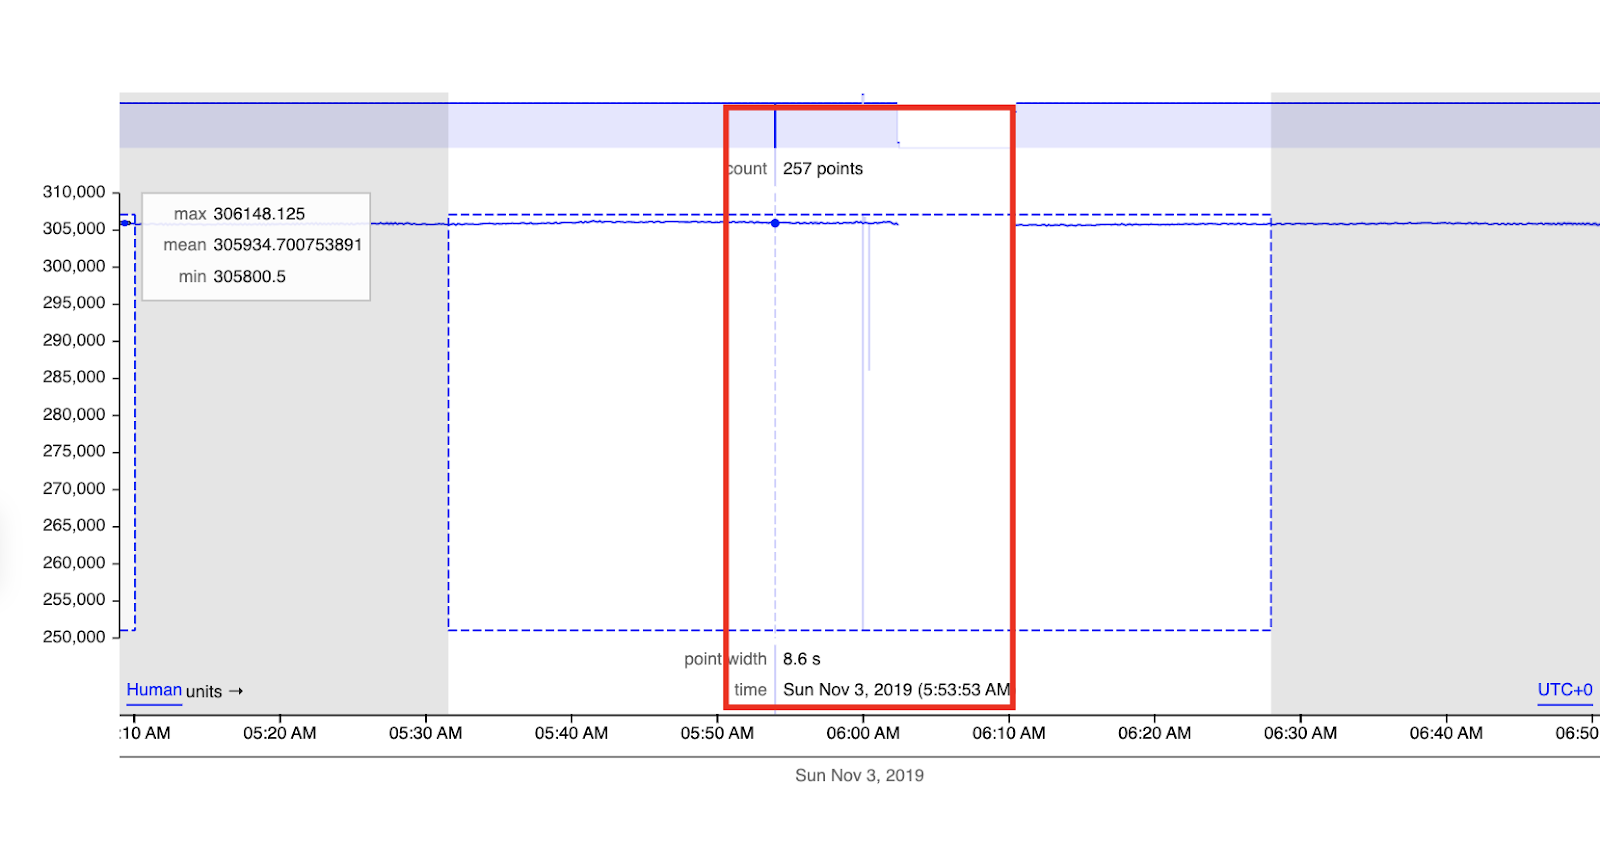 count 257 points
310,000
305,000
300,000
295,000
290,000
285,000
280,000
275,000
270,000
265,000
260,000
255,000
250,000
max 306148.125
mean 305934.700753891
min 305800.5
point width 8.6 s
time Sun Nov 3, 2019 (5:53:53 AM
Human units →
UTC+0
:10 AM 05:20 AM 05:30 AM 05:40 AM 05:50 AM 06:00 AM 06:10 AM 06:20 AM 06:30 AM 06:40 AM 06:50
Sun Nov 3, 2019